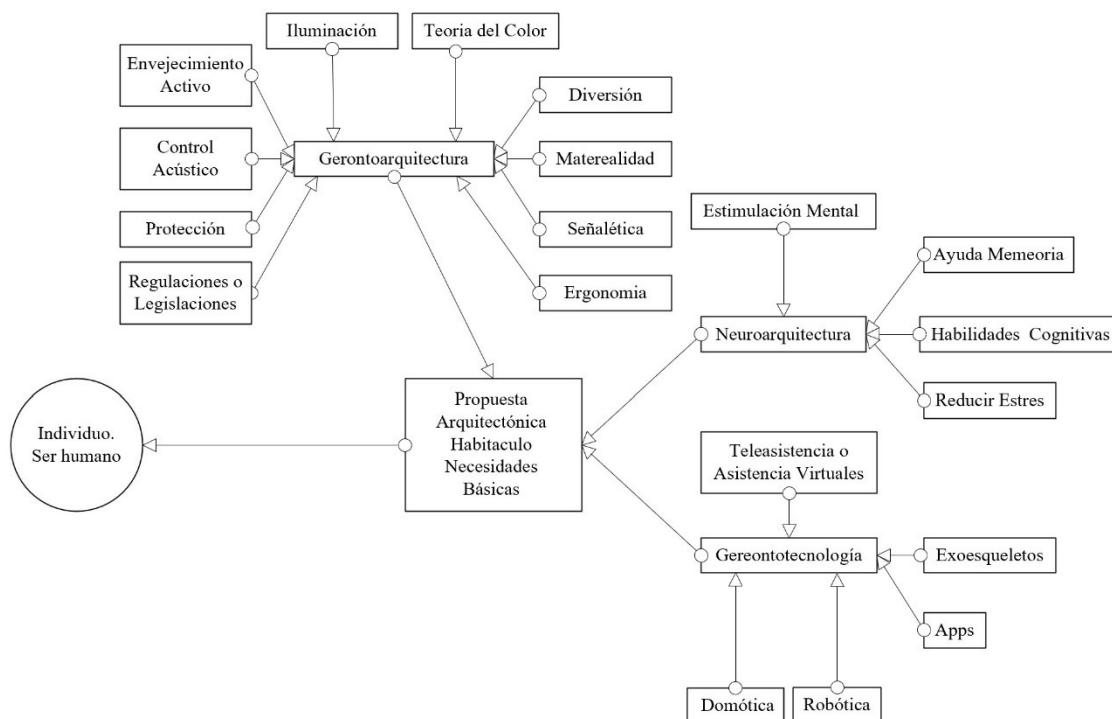 Iluminación
Teoria del Color
Envejecimiento
Activo
Diversión
Control
Acústico
Gerontoarquitectura
Materealidad
Protección
Señalética
Regulaciones o
Legislaciones
Ergonomia
Estimulación Mental
Ayuda Memeoria
Neuroarquitectura
Habilidades Cognitivas
Reducir Estres
Individuo.
Ser humano
Propuesta
Arquitectónica
Habitaculo
Necesidades
Básicas
Teleasistencia o
Asistencia Virtuales
Gereontotecnología
Exoesqueletos
Apps
Domótica
Robótica